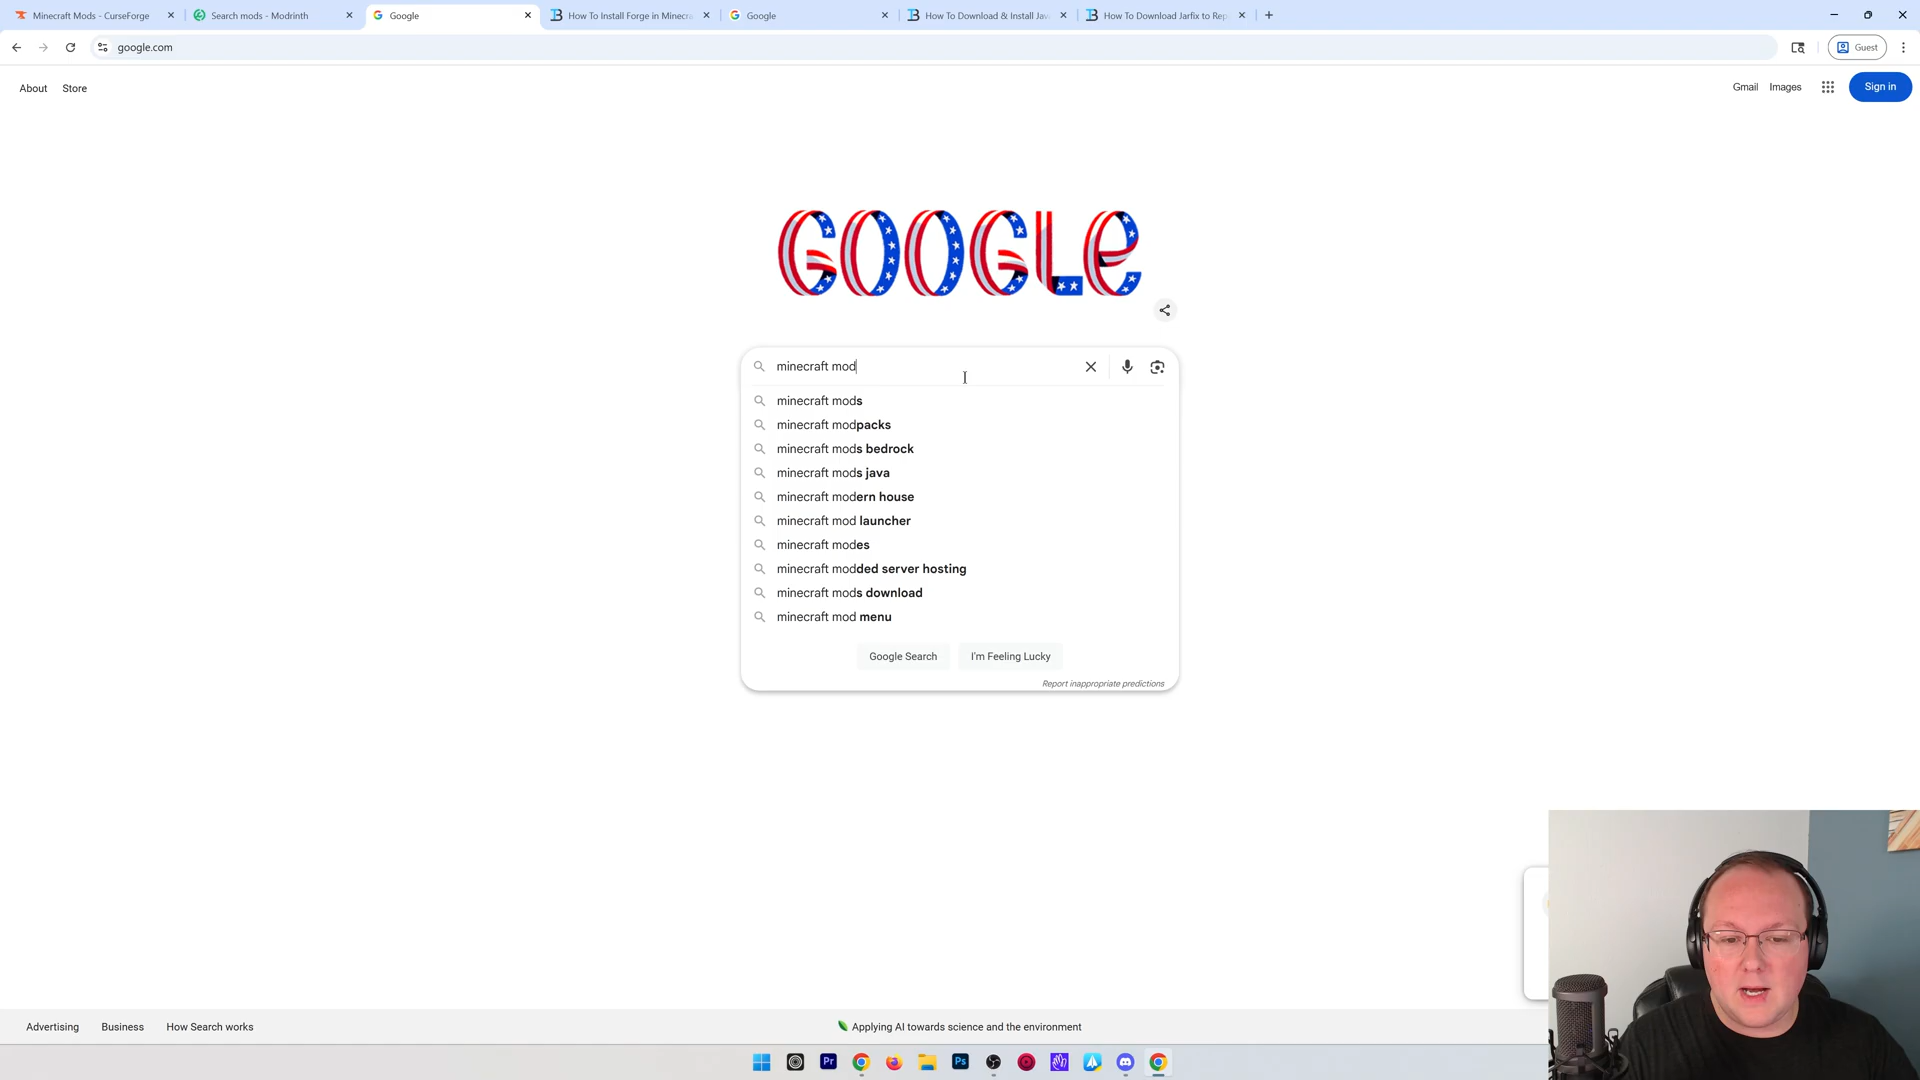 Minecraft Mods - CurseForge
Search mods - Modrinth
Google
How To Install Forge in Minecra
Google
How To Download & Install Jav
How To Download Jarfix to Rep
google.com
Guest
About
Store
Gmail
Images
Sign in
GOOGLE
minecraft mod
minecraft mods
minecraft modpacks
minecraft mods bedrock
minecraft mods java
minecraft modern house
minecraft mod launcher
minecraft modes
minecraft modded server hosting
minecraft mods download
minecraft mod menu
Google Search
I'm Feeling Lucky
Report inappropriate predictions
Advertising
Business
How Search works
Applying AI towards science and the environment
Pr
Ps